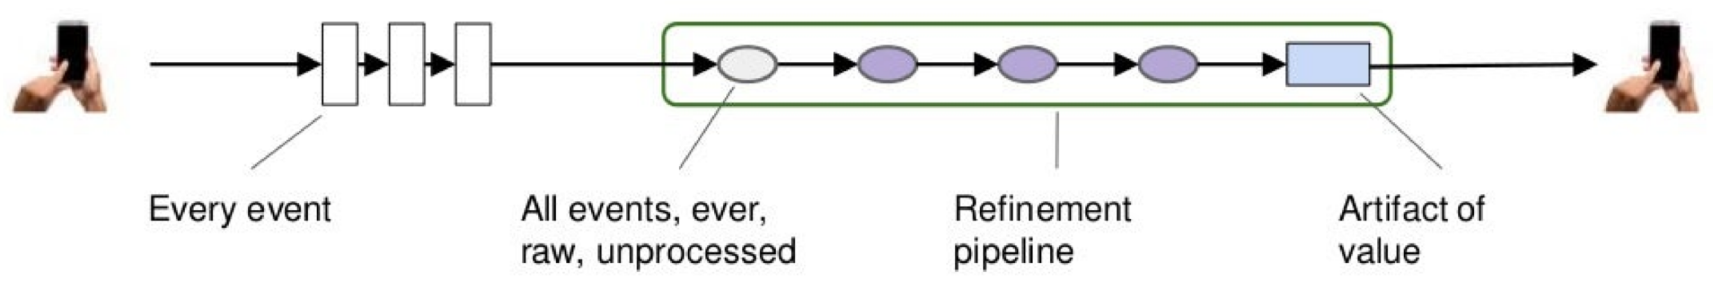 Every event
All events, ever,
raw, unprocessed
Refinement
pipeline
Artifact of
value